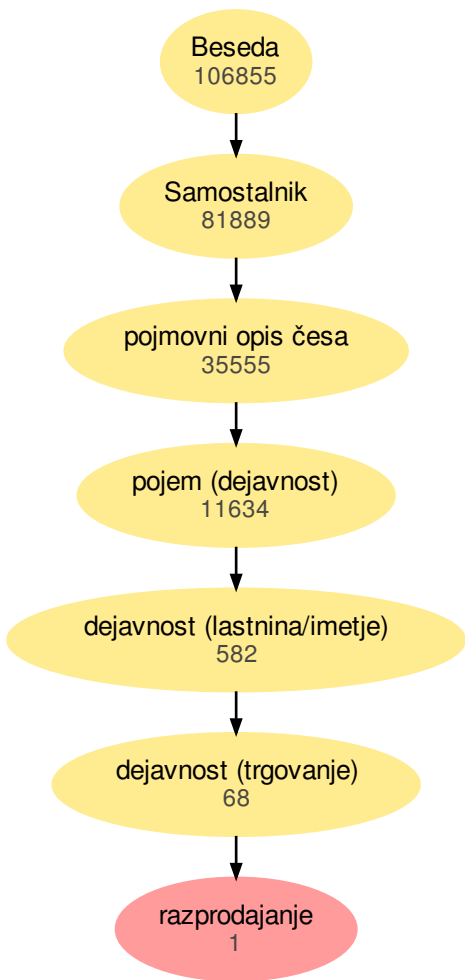 Beseda
106855
Samostalnik
81889
pojmovni opis česa
35555
pojem (dejavnost)
11634
dejavnost (lastnina/imetje)
582
dejavnost (trgovanje)
68
razprodajanje
1